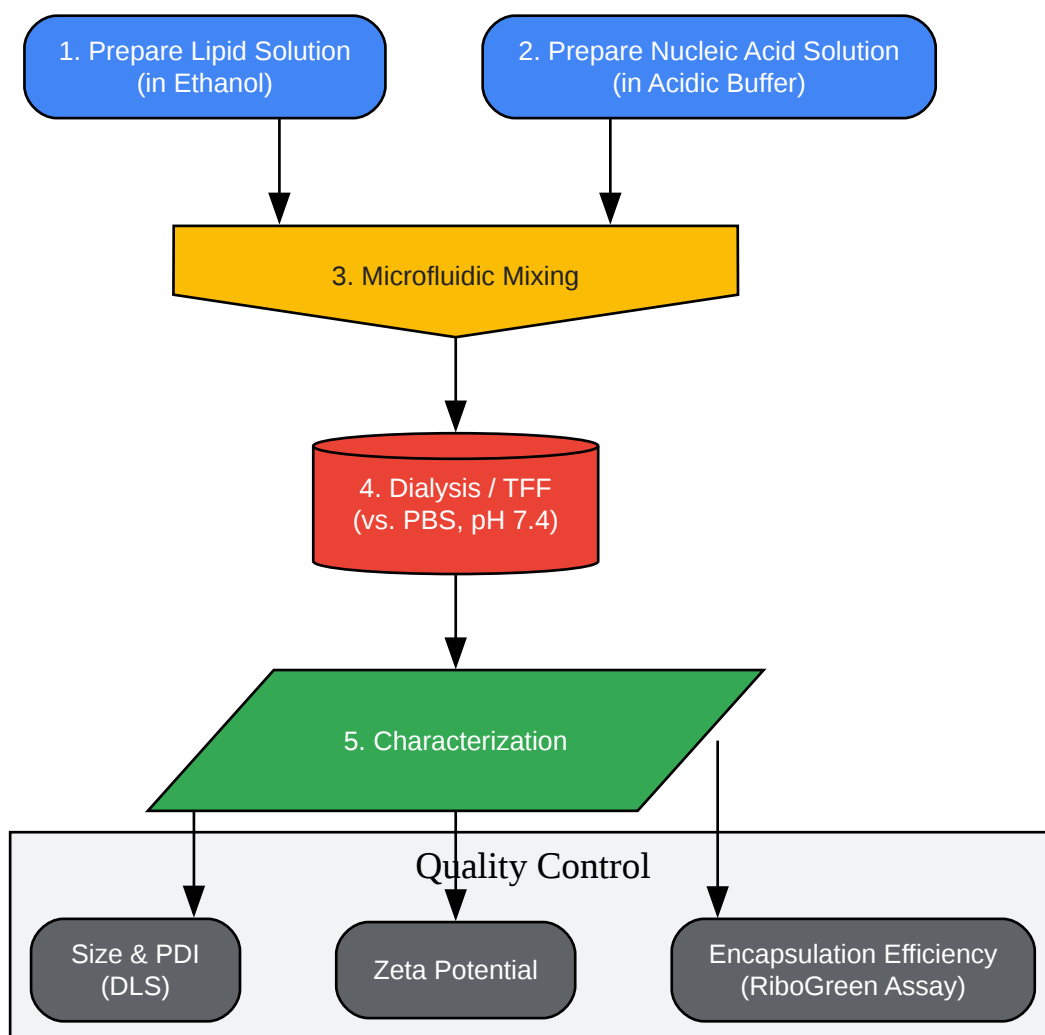 1. Prepare Lipid Solution
(in Ethanol)
2. Prepare Nucleic Acid Solution
(in Acidic Buffer)
3. Microfluidic Mixing
4. Dialysis / TFF
(vs. PBS, pH 7.4)
5. Characterization
Quality Control
Size & PDI
(DLS)
Zeta Potential
Encapsulation Efficiency
(RiboGreen Assay)